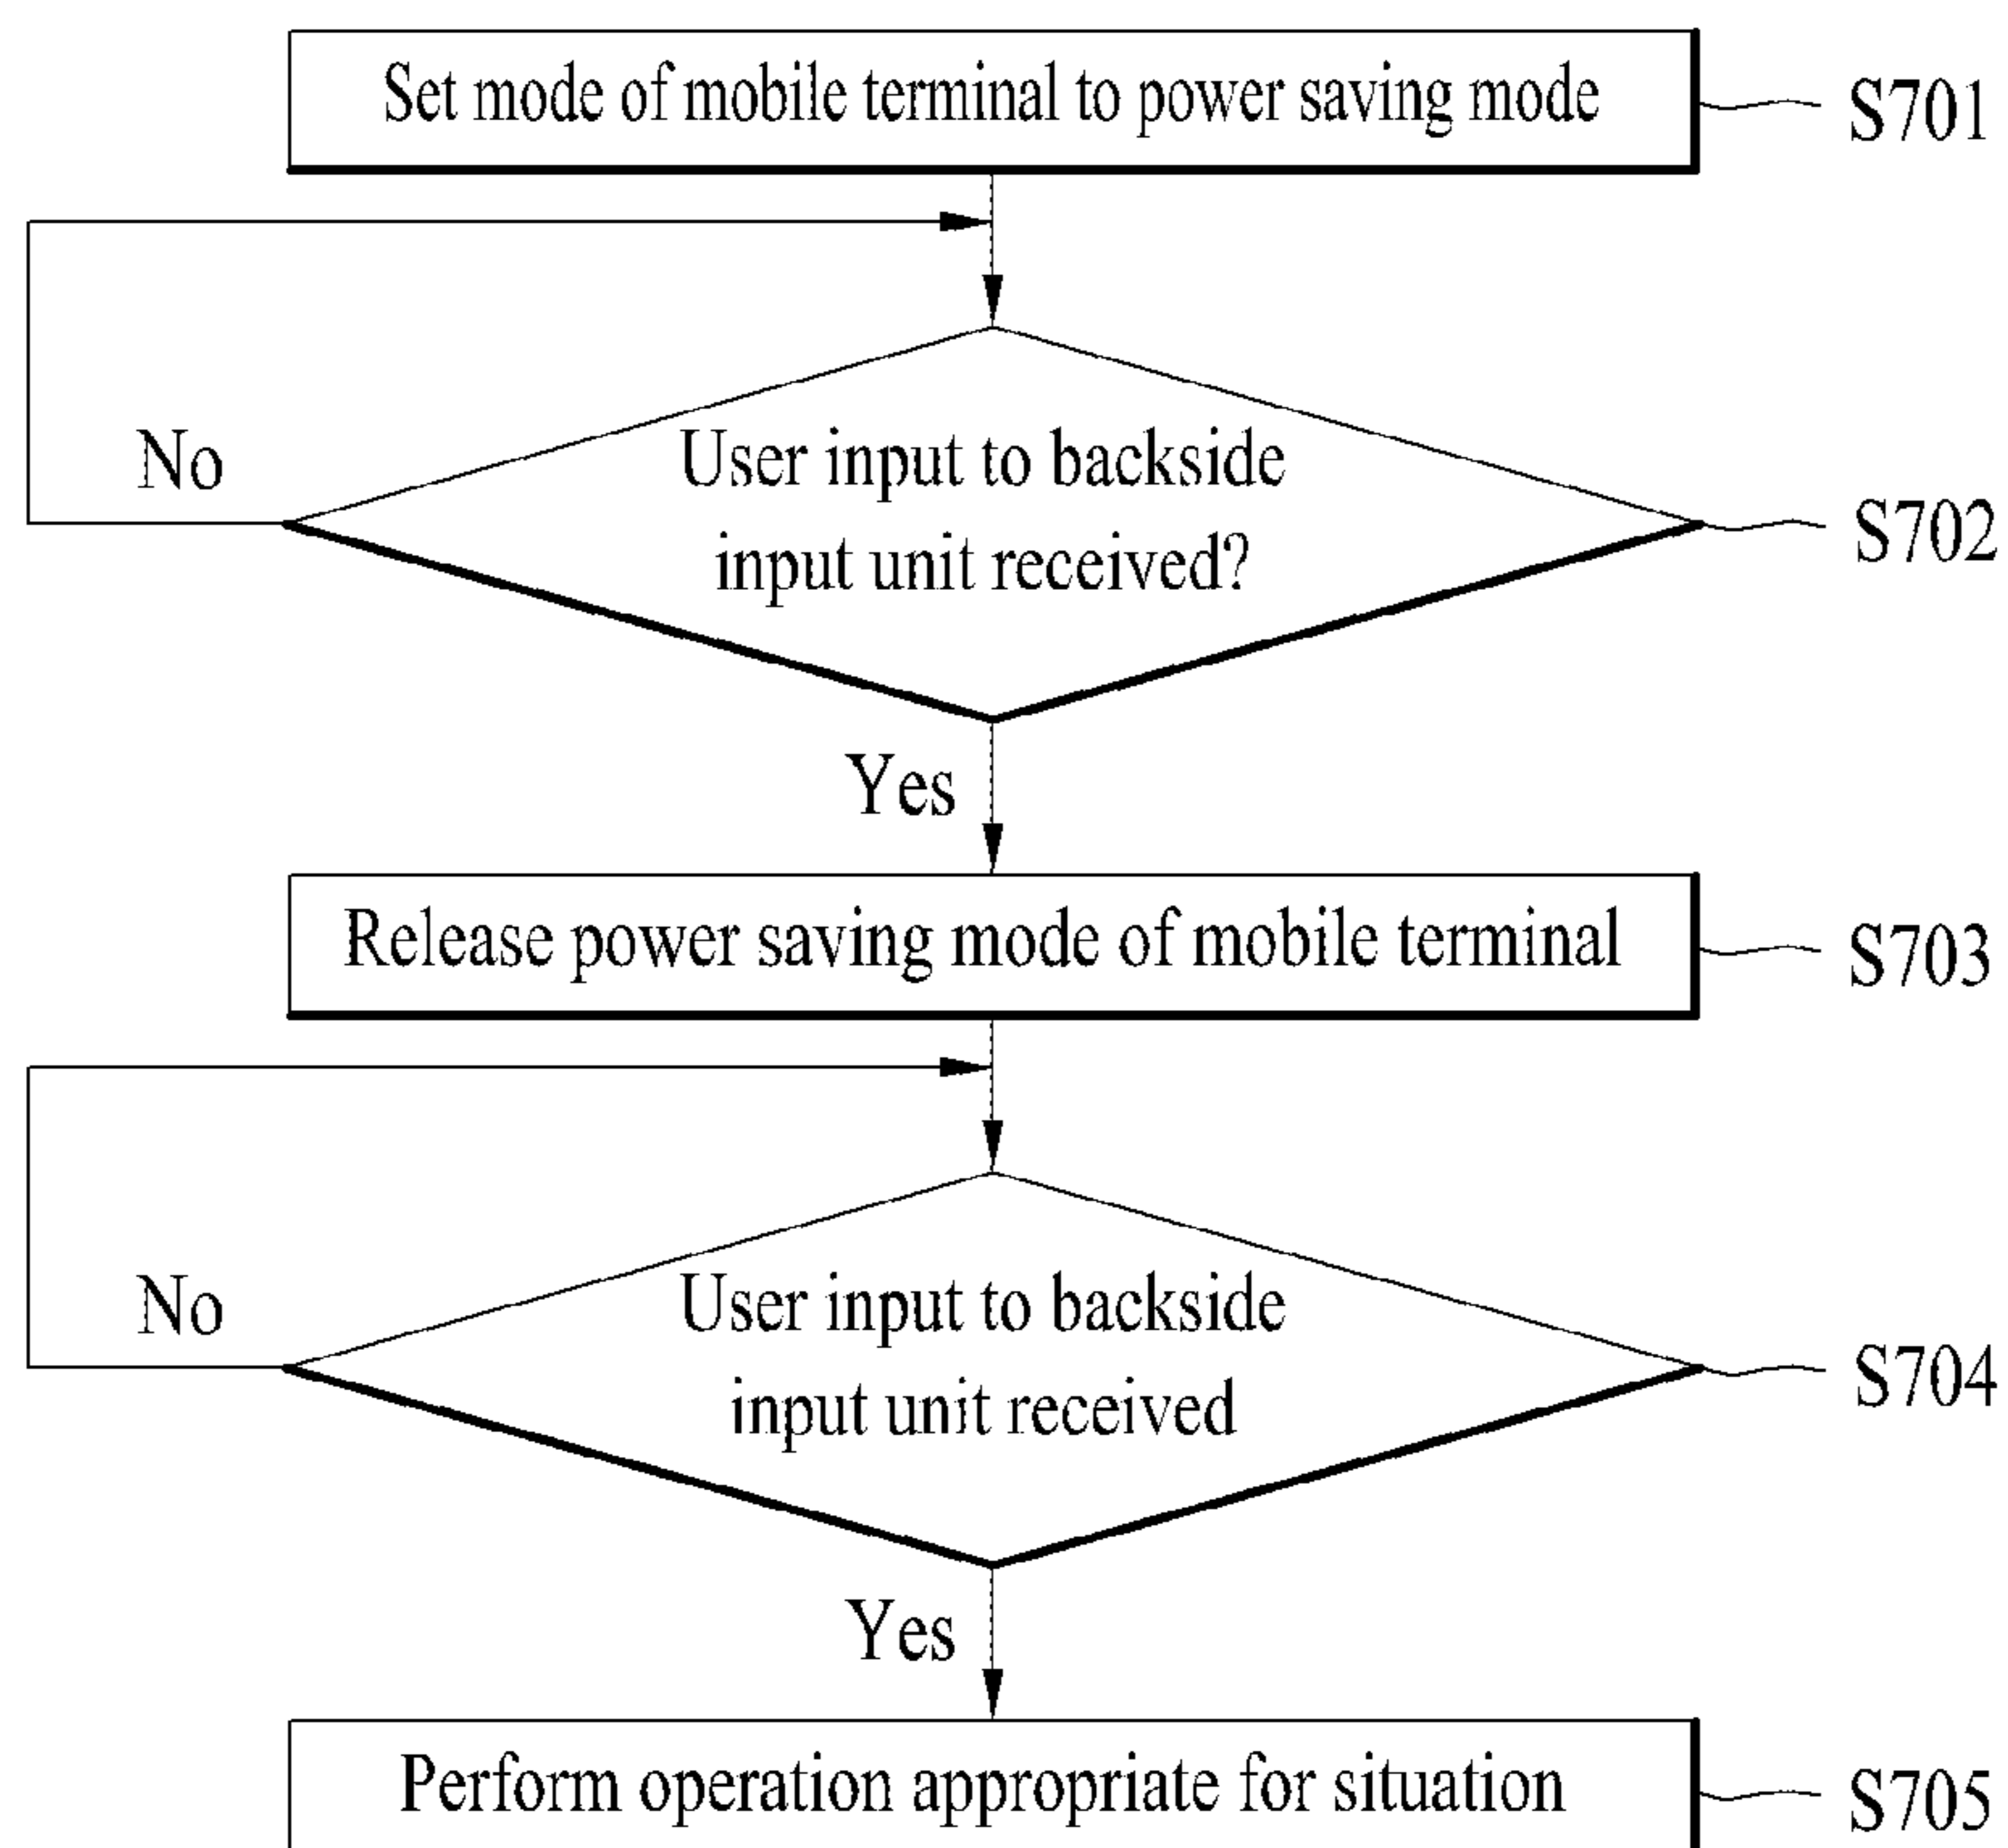 Set mode of mobile terminal to power saving mode
S701
No
User input to backside
input unit received?
S702
Yes
Release power saving mode of mobile terminal
S703
No
User input to backside
input unit received
S704
Yes
Perform operation appropriate for situation
S705